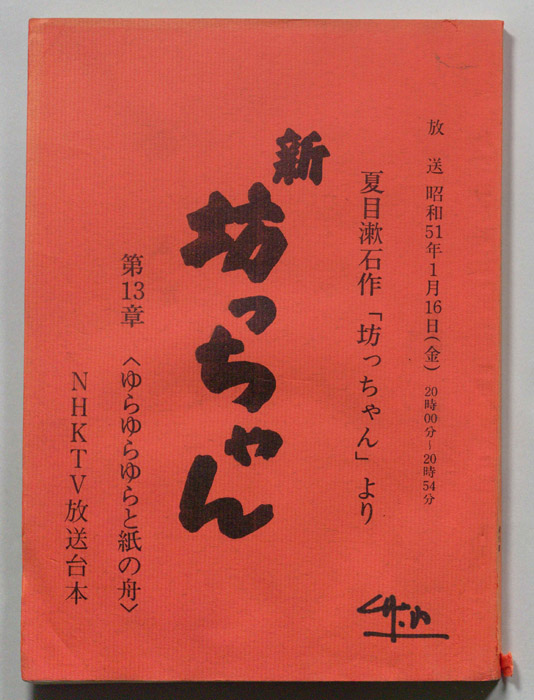 放送 昭和51年1月16日(金) 20時00分~20時54分
夏目漱石作「坊っちゃん」より
新坊っちゃん
第13章 〈ゆらゆらゆらと紙の舟〉
NHKTV放送台本